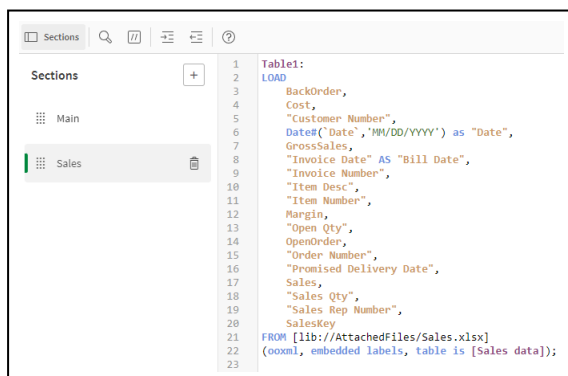 Sections
Sections
Main
Sales
1 Table1:
2 LOAD
3 BackOrder,
4 Cost,
5 "Customer Number",
6 Date#(`Date`,'MM/DD/YYYY') as "Date",
7 GrossSales,
8 "Invoice Date" AS "Bill Date",
9 "Invoice Number",
10 "Item Desc",
11 "Item Number",
12 Margin,
13 "Open Qty",
14 OpenOrder,
15 "Order Number",
16 "Promised Delivery Date",
17 Sales,
18 "Sales Qty",
19 "Sales Rep Number",
20 SalesKey
21 FROM [lib://AttachedFiles/Sales.xlsx]
22 (ooxml, embedded labels, table is [Sales data]);
23